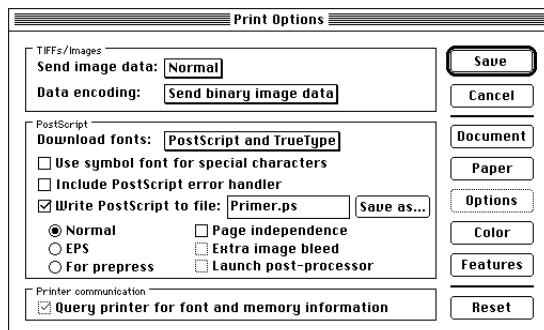 Print Options
TIFFs/Images
Send image data: Normal
Data encoding: Send binary image data
PostScript
Download fonts: PostScript and TrueType
Use symbol font for special characters
Include PostScript error handler
Write PostScript to file: Primer.ps Save as...
Normal Page independence
EPS Extra image bleed
For prepress Launch post-processor
Printer communication
Query printer for font and memory information
Save
Cancel
Document
Paper
Options
Color
Features
Reset